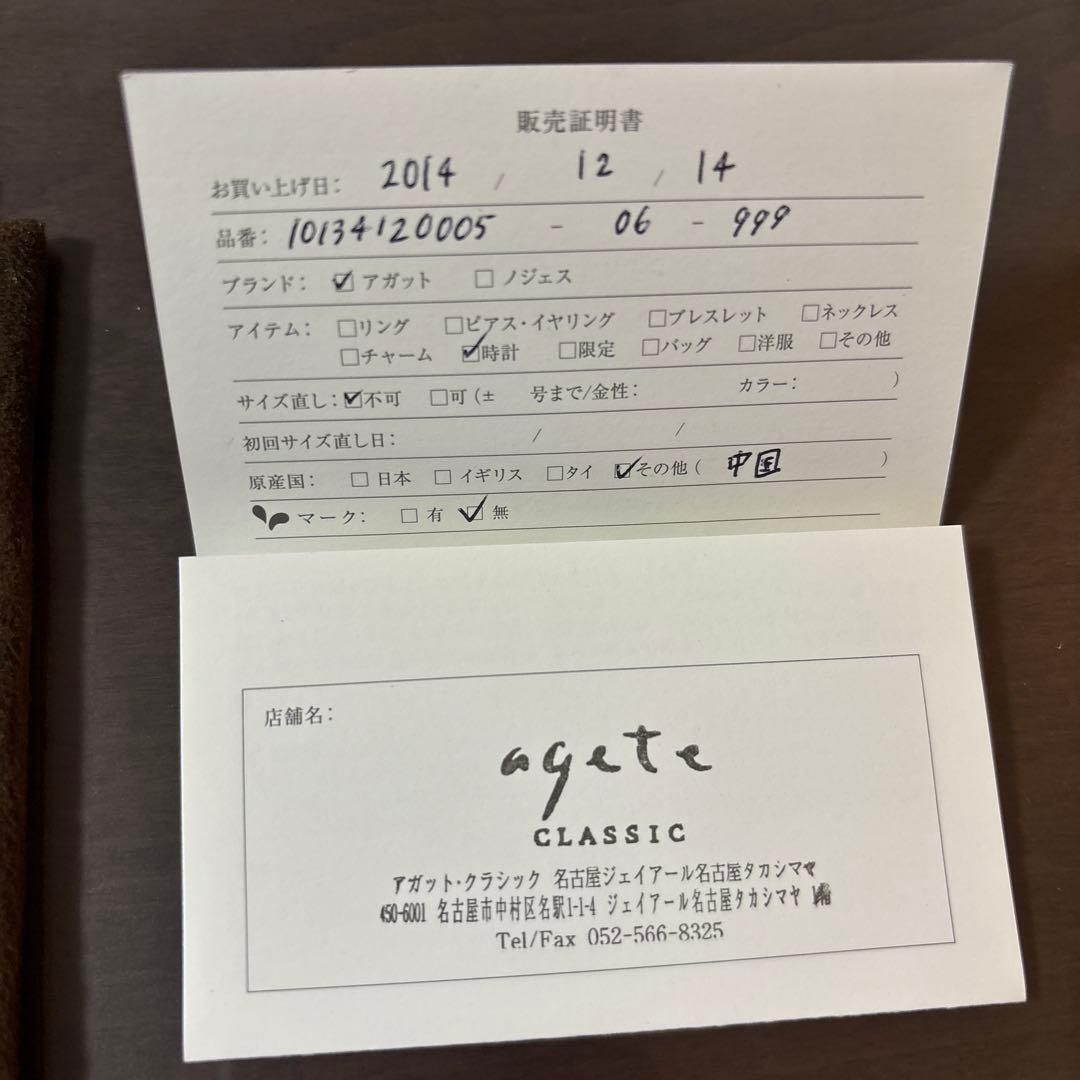 販売証明書
お買い上げ日： 2014 / 12 / 14
品番： 10134120005 - 06 - 999
ブランド： ☑アガット □ノジェス
アイテム： □リング □ピアス・イヤリング □ブレスレット □ネックレス
□チャーム ☑時計 □限定 □バッグ □洋服 □その他
サイズ直し：☑不可 □可（± 号まで/金性： カラー： ）
初回サイズ直し日： / /
原産国： □日本 □イギリス □タイ ☑その他（ 中国 ）
マーク： □有 ☑無
店舗名：
agete
CLASSIC
アガット・クラシック 名古屋ジェイアール名古屋タカシマヤ
450-6001 名古屋市中村区名駅1-1-4 ジェイアール名古屋タカシマヤ
Tel/Fax 052-566-8325